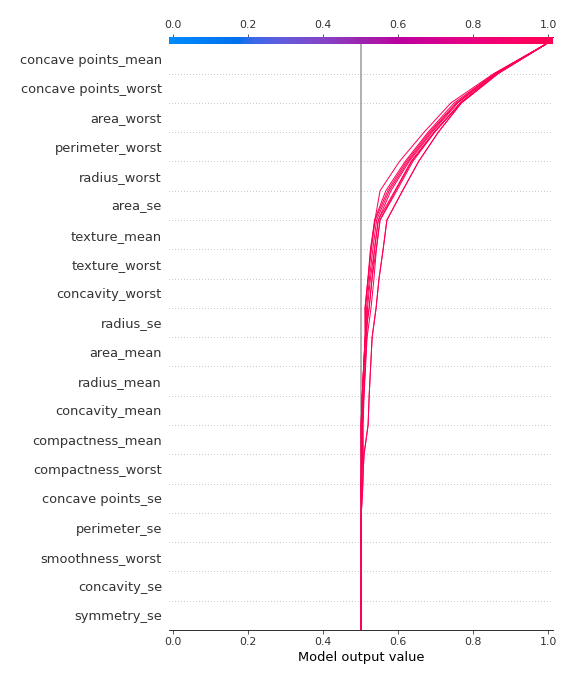 0.0 0.2 0.4 0.6 0.8 1.0
concave points_mean
concave points_worst
area_worst
perimeter_worst
radius_worst
area_se
texture_mean
texture_worst
concavity_worst
radius_se
area_mean
radius_mean
concavity_mean
compactness_mean
compactness_worst
concave points_se
perimeter_se
smoothness_worst
concavity_se
symmetry_se
0.0 0.2 0.4 0.6 0.8 1.0
Model output value